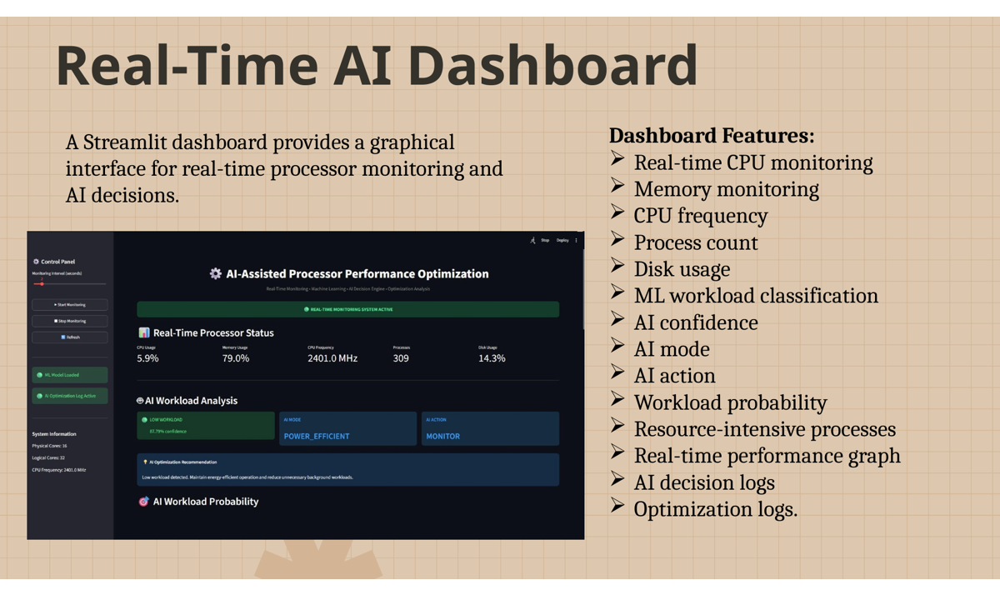 Real-Time AI Dashboard
A Streamlit dashboard provides a graphical
interface for real-time processor monitoring and
AI decisions.
Stop Deploy
Control Panel
Monitoring Interval (seconds)
Start Monitoring
Stop Monitoring
Refresh
ML Model Loaded
AI Optimization Log Active
System Information
Physical Cores: 16
Logical Cores: 32
CPU Frequency: 2401.0 MHz
AI-Assisted Processor Performance Optimization
Real-Time Monitoring • Machine Learning • AI Decision Engine • Optimization Analysis
REAL-TIME MONITORING SYSTEM ACTIVE
Real-Time Processor Status
CPU Usage Memory Usage CPU Frequency Processes Disk Usage
5.9% 79.0% 2401.0 MHz 309 14.3%
AI Workload Analysis
LOW WORKLOAD AI MODE AI ACTION
97.79% confidence POWER_EFFICIENT MONITOR
AI Optimization Recommendation
Low workload detected. Maintain energy-efficient operation and reduce unnecessary background workloads.
AI Workload Probability
Dashboard Features:
➢ Real-time CPU monitoring
➢ Memory monitoring
➢ CPU frequency
➢ Process count
➢ Disk usage
➢ ML workload classification
➢ AI confidence
➢ AI mode
➢ AI action
➢ Workload probability
➢ Resource-intensive processes
➢ Real-time performance graph
➢ AI decision logs
➢ Optimization logs.